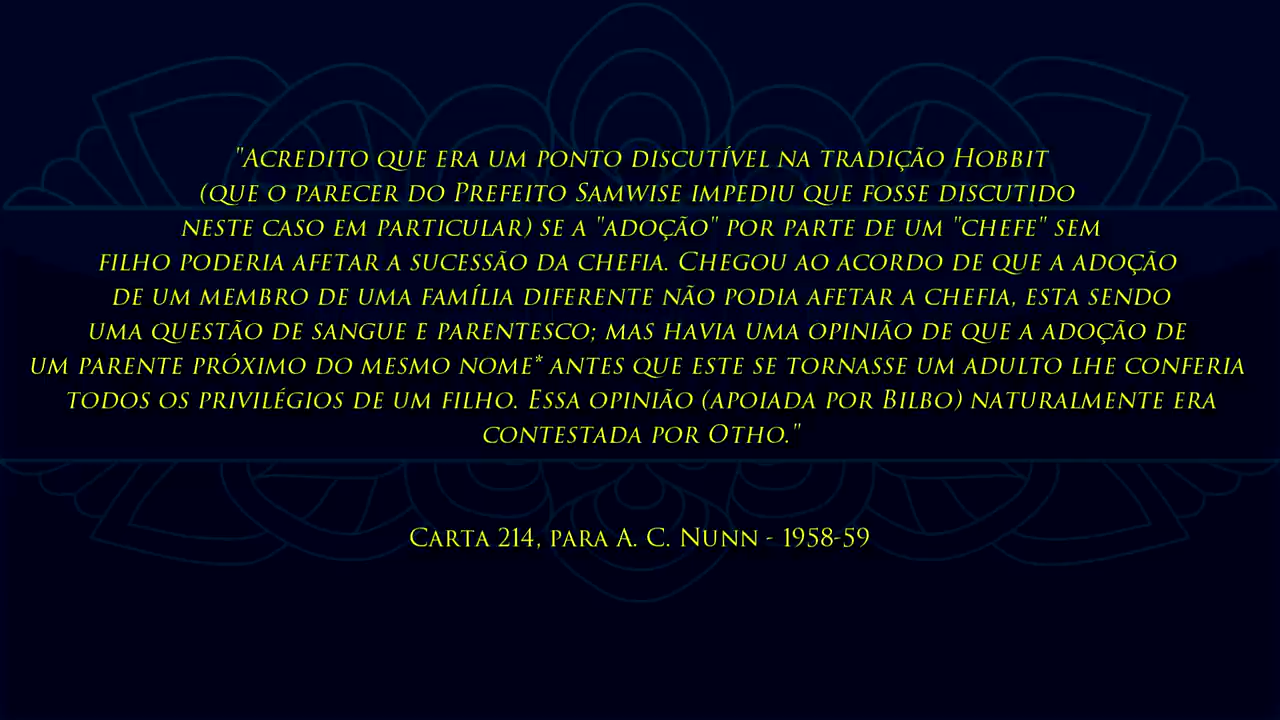 "Acredito que era um ponto discutível na tradição Hobbit
(que o parecer do Prefeito Samwise impediu que fosse discutido
neste caso em particular) se a "adoção" por parte de um "chefe" sem
filho poderia afetar a sucessão da chefia. Chegou ao acordo de que a adoção
de um membro de uma família diferente não podia afetar a chefia, esta sendo
uma questão de sangue e parentesco; mas havia uma opinião de que a adoção de
um parente próximo do mesmo nome* antes que este se tornasse um adulto lhe conferia
todos os privilégios de um filho. Essa opinião (apoiada por Bilbo) naturalmente era
contestada por Otho."
Carta 214, para A. C. Nunn - 1958-59